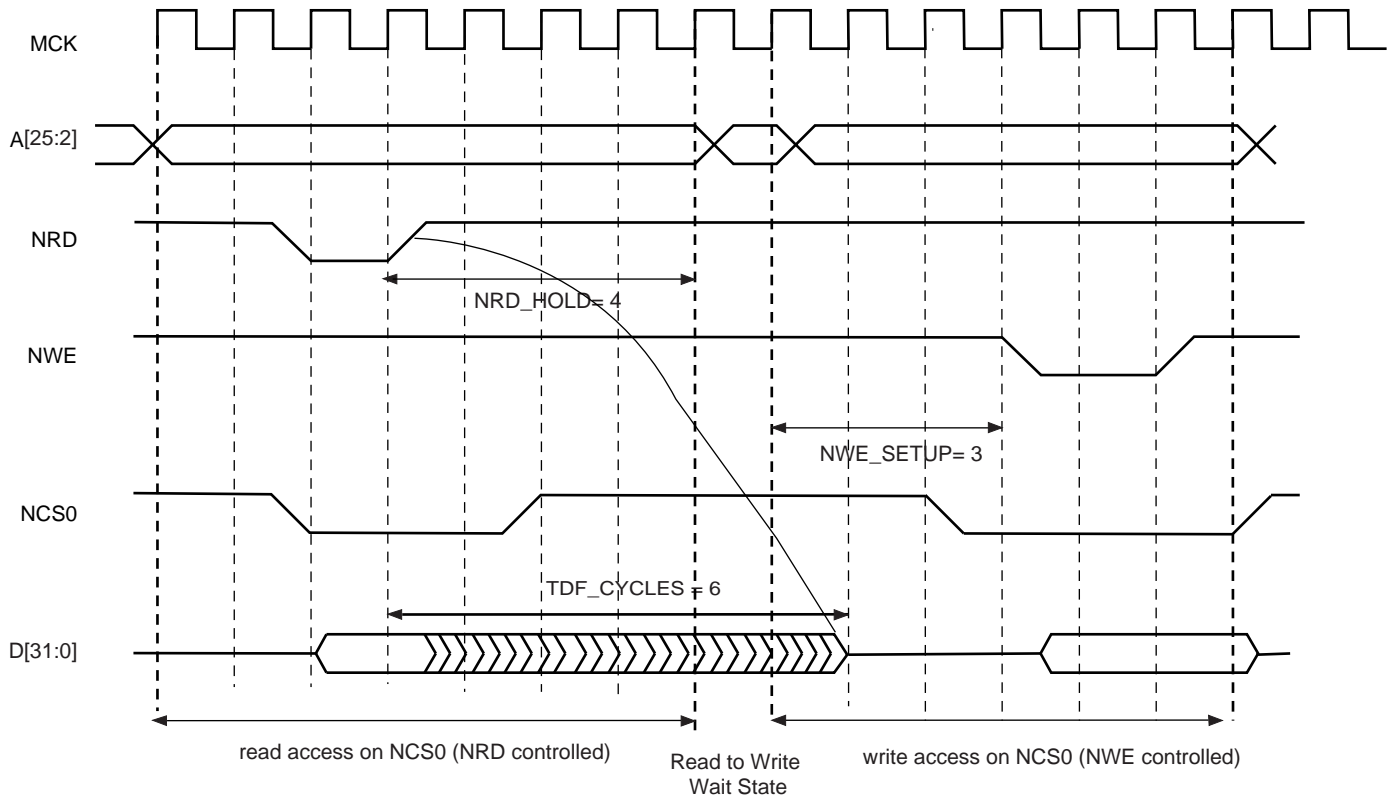 MCK
A[25:2]
NRD
NRD_HOLD= 4
NWE
NWE_SETUP= 3
NCS0
TDF_CYCLES = 6
D[31:0]
read access on NCS0 (NRD controlled)
Read to Write
Wait State
write access on NCS0 (NWE controlled)